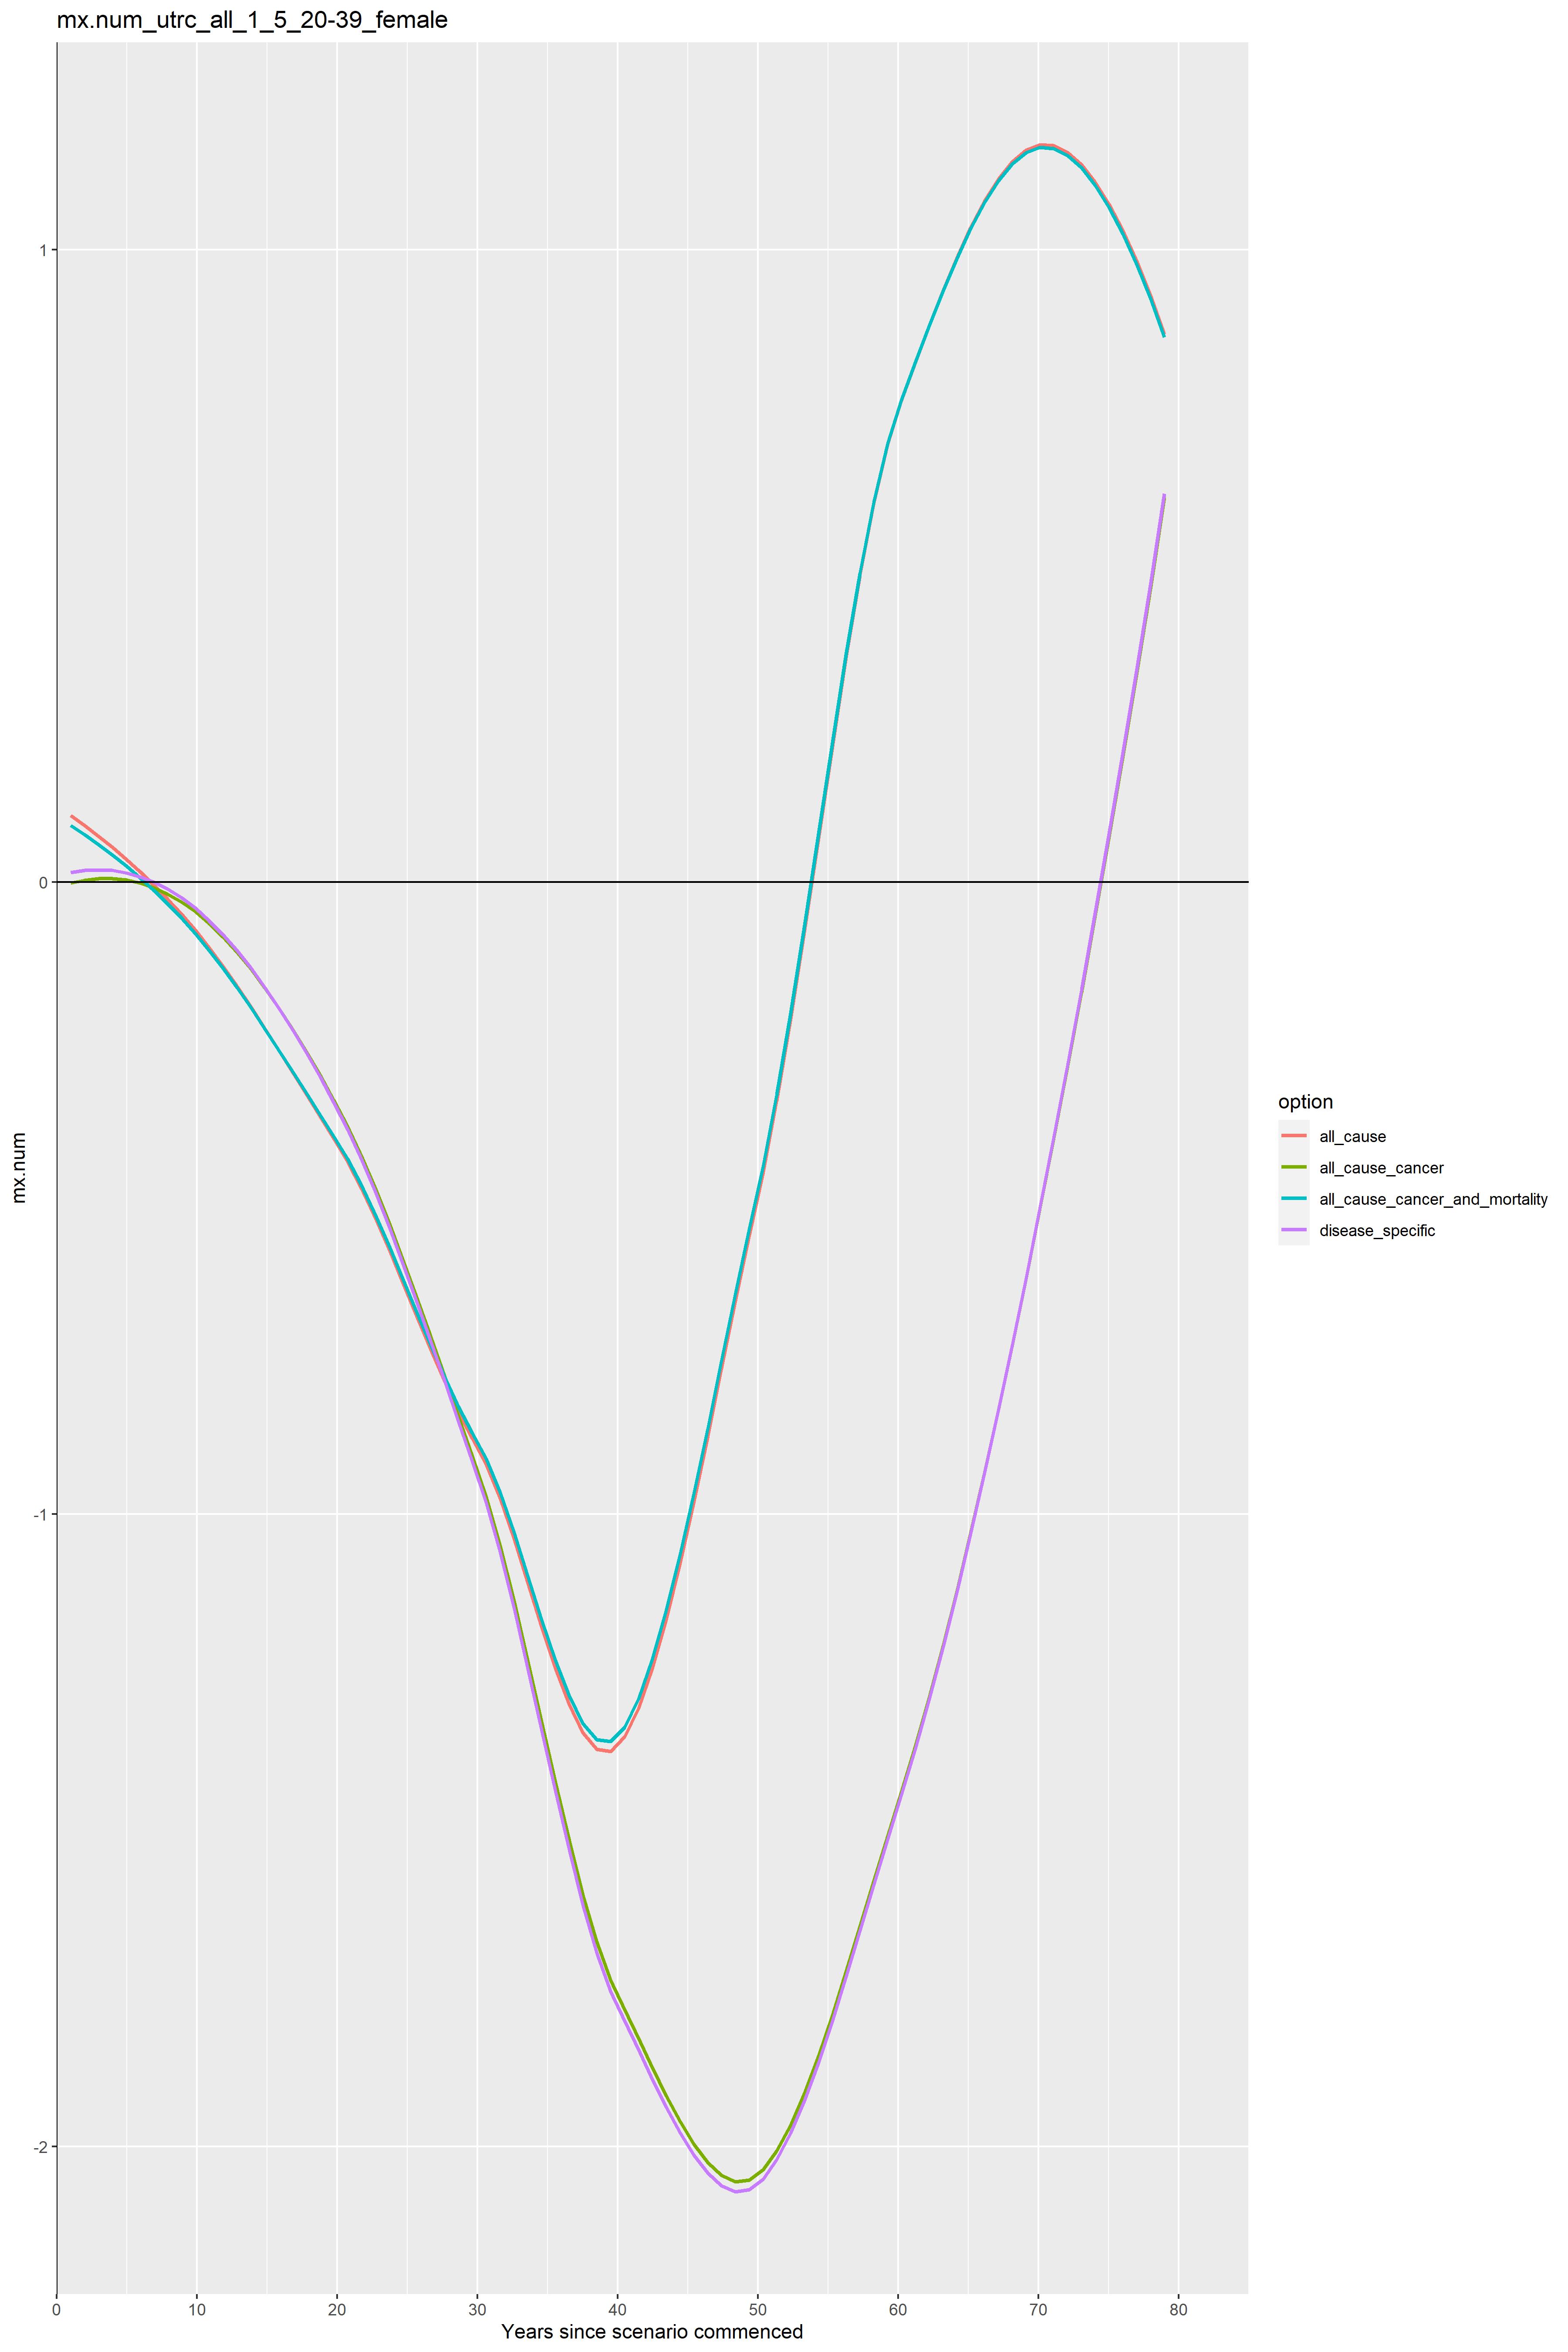 mx.num_utrc_all_1_5_20-39_female
1
0
-1
-2
mx.num
0 10 20 30 40 50 60 70 80
Years since scenario commenced
option
all_cause
all_cause_cancer
all_cause_cancer_and_mortality
disease_specific